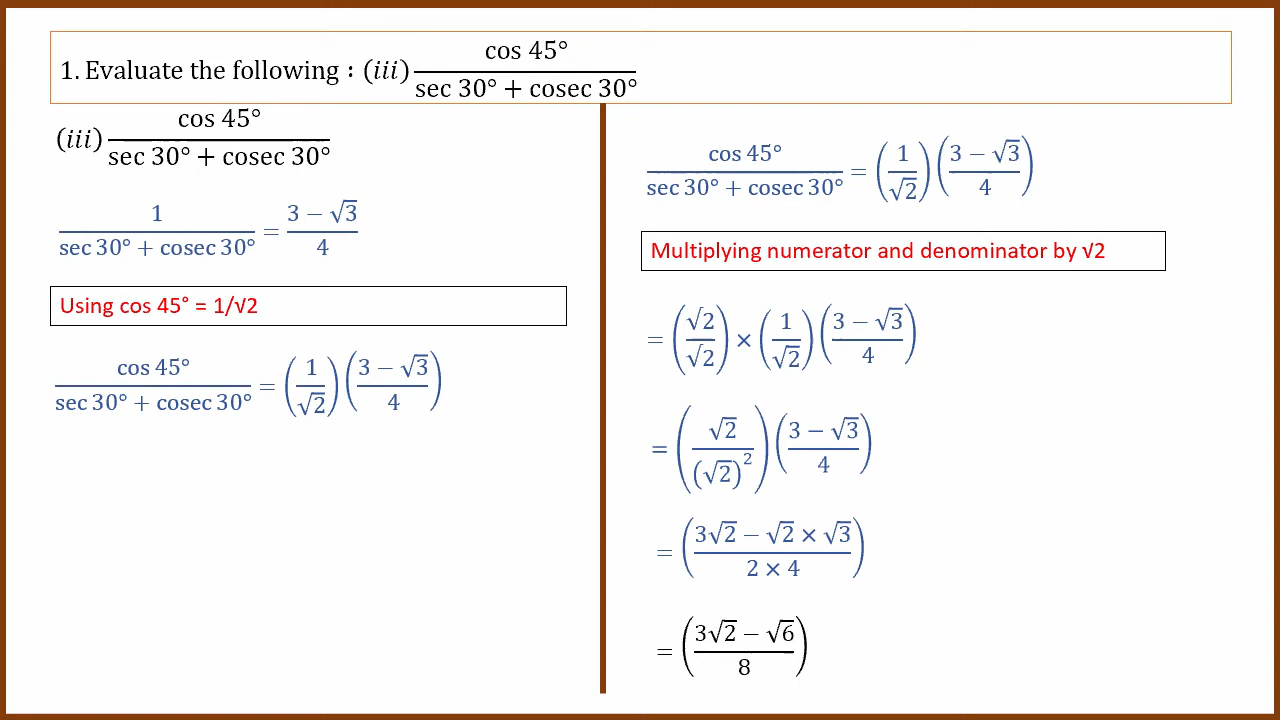 1. Evaluate the following : (iii) cos 45° / sec 30° + cosec 30°
(iii) cos 45° / sec 30° + cosec 30°
1 / sec 30° + cosec 30° = 3 − √3 / 4
Using cos 45° = 1/√2
cos 45° / sec 30° + cosec 30° = (1 / √2) (3 − √3 / 4)
cos 45° / sec 30° + cosec 30° = (1 / √2) (3 − √3 / 4)
Multiplying numerator and denominator by √2
= (√2 / √2) × (1 / √2) (3 − √3 / 4)
= (√2 / (√2)²) (3 − √3 / 4)
= (3√2 − √2 × √3 / 2 × 4)
= (3√2 − √6 / 8)